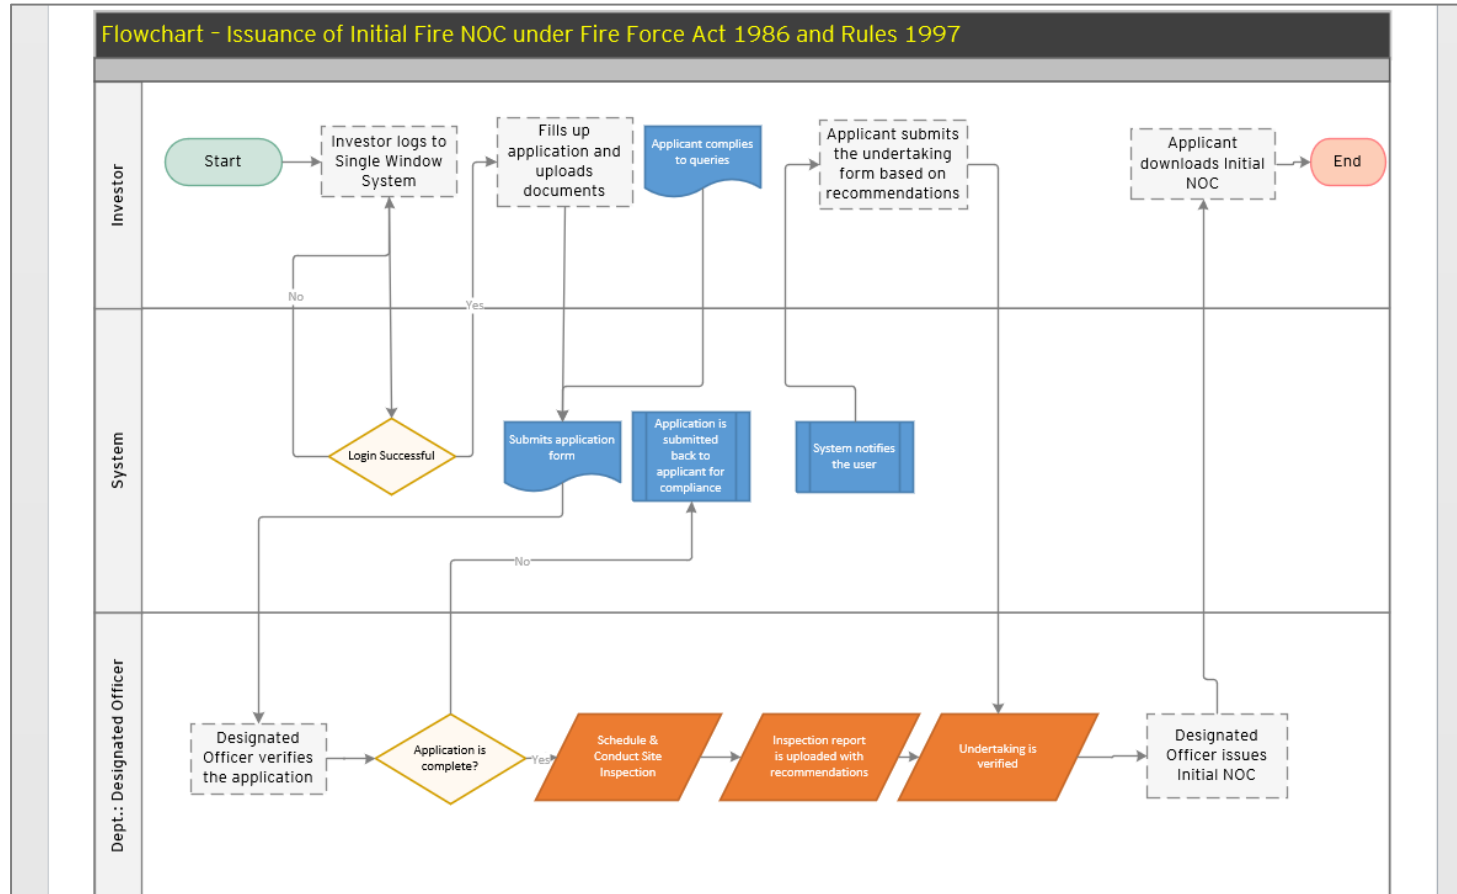 Flowchart – Issuance of Initial Fire NOC under Fire Force Act 1986 and Rules 1997
Investor
Start
Investor logs to
Single Window
System
Fills up
application and
uploads
documents
Applicant complies
to queries
Applicant submits
the undertaking
form based on
recommendations
Applicant
downloads Initial
NOC
End
No
Yes
System
Login Successful
Submits application
form
Application is
submitted
back to
applicant for
compliance
System notifies
the user
No
Dept.: Designated Officer
Designated
Officer verifies
the application
Application is
complete?
Yes
Schedule &
Conduct Site
Inspection
Inspection report
is uploaded with
recommendations
Undertaking is
verified
Designated
Officer issues
Initial NOC